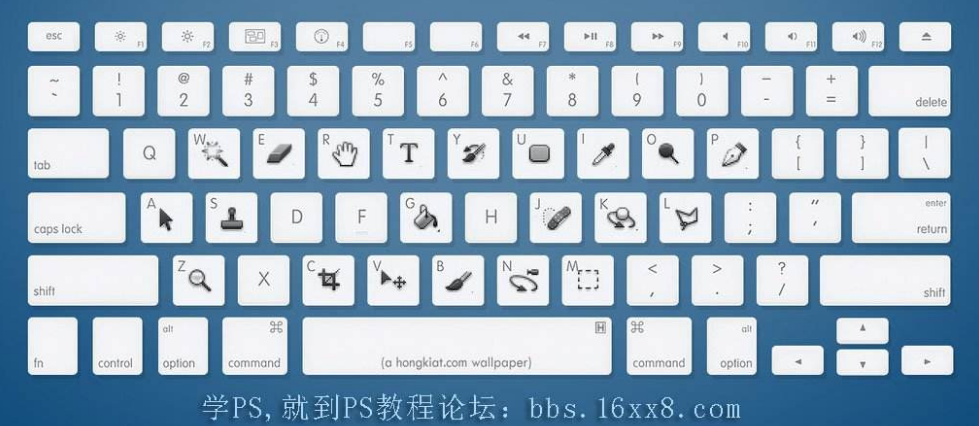 esc F1 F2 F3 F4 F5 F6 F7 F8 F9 F10 F11 F12
~ ` ! 1 @ 2 # 3 $ 4 % 5 ^ 6 & 7 * 8 ( 9 ) 0 — - + = delete
tab Q W E R T Y U I O P { [ } ] | \
caps lock A S D F G H J K L : ; “ ‘ enter return
shift Z X C V B N M < , > . ? / shift
fn control alt option ⌘ command (a hongkiat.com wallpaper) H ⌘ command alt option ◄ ▲ ▼ ►
学PS,就到PS教程论坛：bbs.16xx8.com